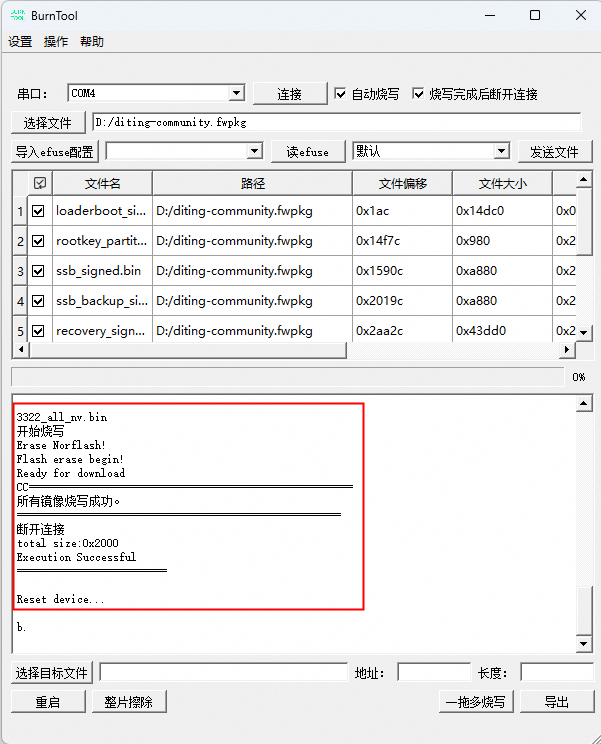 BurnTool
设置 操作 帮助
串口: COM4 连接 自动烧写 烧写完成后断开连接
选择文件 D:/diting-community.fwpkg
导入efuse配置 读efuse 默认 发送文件
文件名 路径 文件偏移 文件大小
1 loaderboot_si... D:/diting-community.fwpkg 0x1ac 0x14dc0 0x0
2 rootkey_partit... D:/diting-community.fwpkg 0x14f7c 0x980 0x2
3 ssb_signed.bin D:/diting-community.fwpkg 0x1590c 0xa880 0x2
4 ssb_backup_si... D:/diting-community.fwpkg 0x2019c 0xa880 0x2
5 recovery_sign... D:/diting-community.fwpkg 0x2aa2c 0x43dd0 0x2
0%
3322_all_nv.bin
开始烧写
Erase Norflash!
Flash erase begin!
Ready for download
CC══════════════════════════════
所有镜像烧写成功。
══════════════════════════════
断开连接
total size:0x2000
Execution Successful
══════════════
Reset device...
b.
选择目标文件 地址: 长度:
重启 整片擦除 一拖多烧写 导出